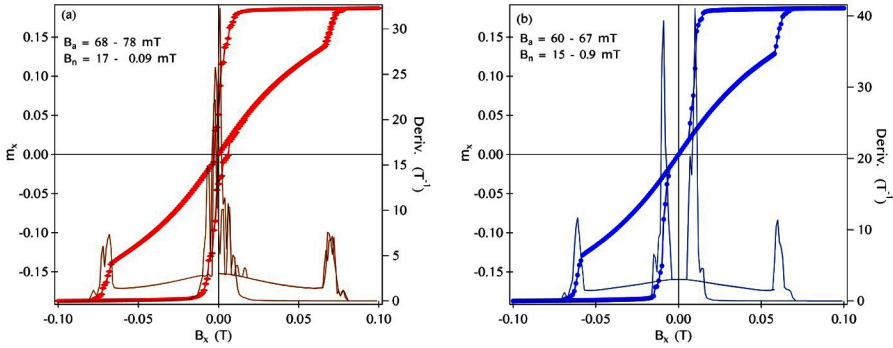 (a)
B_a = 68 - 78 mT
B_n = 17 - 0.09 mT
0.15
0.10
0.05
0.00
-0.05
-0.10
-0.15
m_x
30
25
20
15
10
5
0
Deriv. (T^-1)
-0.10 -0.05 0.00 0.05 0.10
B_x (T)
(b)
B_a = 60 - 67 mT
B_n = 15 - 0.9 mT
0.15
0.10
0.05
0.00
-0.05
-0.10
-0.15
m_x
40
30
20
10
0
Deriv. (T^-1)
-0.10 -0.05 0.00 0.05 0.10
B_x (T)